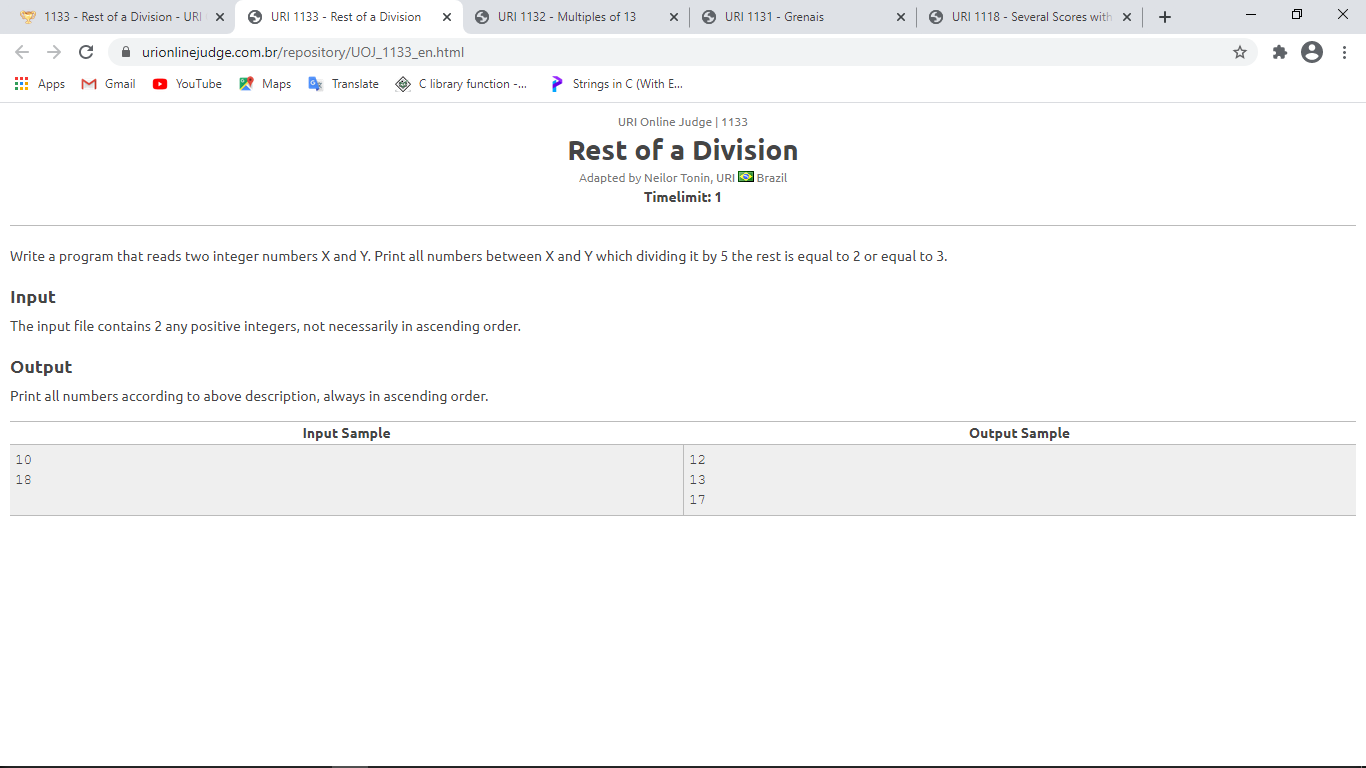 1133 - Rest of a Division - URI
URI 1133 - Rest of a Division
URI 1132 - Multiples of 13
URI 1131 - Grenais
URI 1118 - Several Scores with
urionlinejudge.com.br/repository/UOJ_1133_en.html
Apps
Gmail
YouTube
Maps
Translate
C library function -...
Strings in C (With E...
URI Online Judge | 1133
Rest of a Division
Adapted by Neilor Tonin, URI Brazil
Timelimit: 1
Write a program that reads two integer numbers X and Y. Print all numbers between X and Y which dividing it by 5 the rest is equal to 2 or equal to 3.
Input
The input file contains 2 any positive integers, not necessarily in ascending order.
Output
Print all numbers according to above description, always in ascending order.
Input Sample
Output Sample
10
18
12
13
17